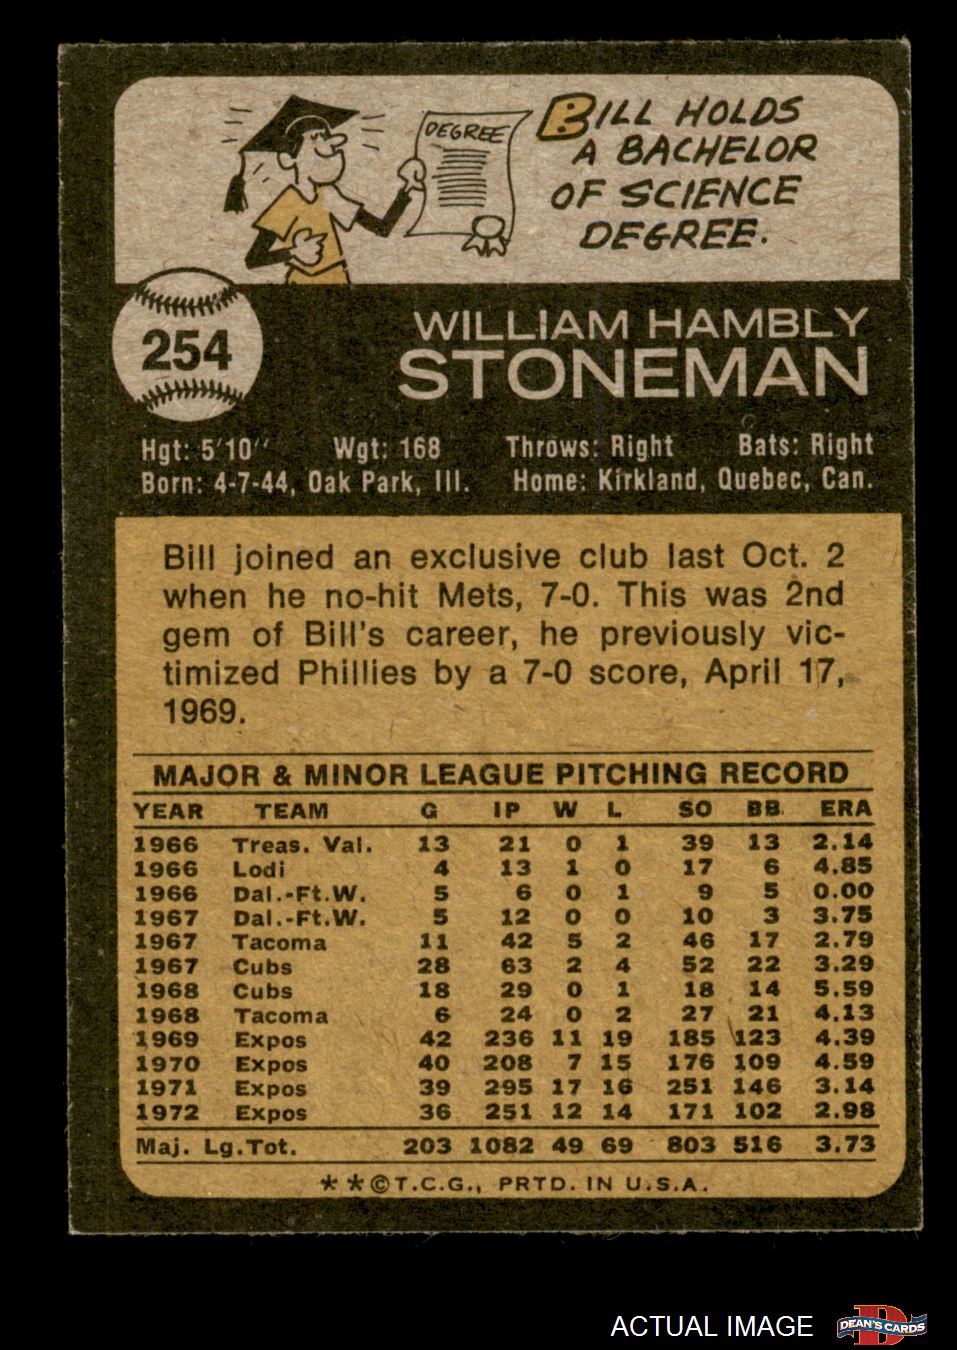 DEGREE
BILL HOLDS
A BACHELOR
OF SCIENCE
DEGREE.
254
WILLIAM HAMBLY
STONEMAN
Hgt: 5'10" Wgt: 168 Throws: Right Bats: Right
Born: 4-7-44, Oak Park, Ill. Home: Kirkland, Quebec, Can.
Bill joined an exclusive club last Oct. 2
when he no-hit Mets, 7-0. This was 2nd
gem of Bill's career, he previously vic-
timized Phillies by a 7-0 score, April 17,
1969.
MAJOR & MINOR LEAGUE PITCHING RECORD
YEAR TEAM G IP W L SO BB. ERA
1966 Treas. Val. 13 21 0 1 39 13 2.14
1966 Lodi 4 13 1 0 17 6 4.85
1966 Dal.-Ft.W. 5 6 0 1 9 5 0.00
1967 Dal.-Ft.W. 5 12 0 0 10 3 3.75
1967 Tacoma 11 42 5 2 46 17 2.79
1967 Cubs 28 63 2 4 52 22 3.29
1968 Cubs 18 29 0 1 18 14 5.59
1968 Tacoma 6 24 0 2 27 21 4.13
1969 Expos 42 236 11 19 185 123 4.39
1970 Expos 40 208 7 15 176 109 4.59
1971 Expos 39 295 17 16 251 146 3.14
1972 Expos 36 251 12 14 171 102 2.98
Maj. Lg.Tot. 203 1082 49 69 803 516 3.73
**©T.C.G., PRTD. IN U.S.A.
ACTUAL IMAGE
DEAN'S CARDS